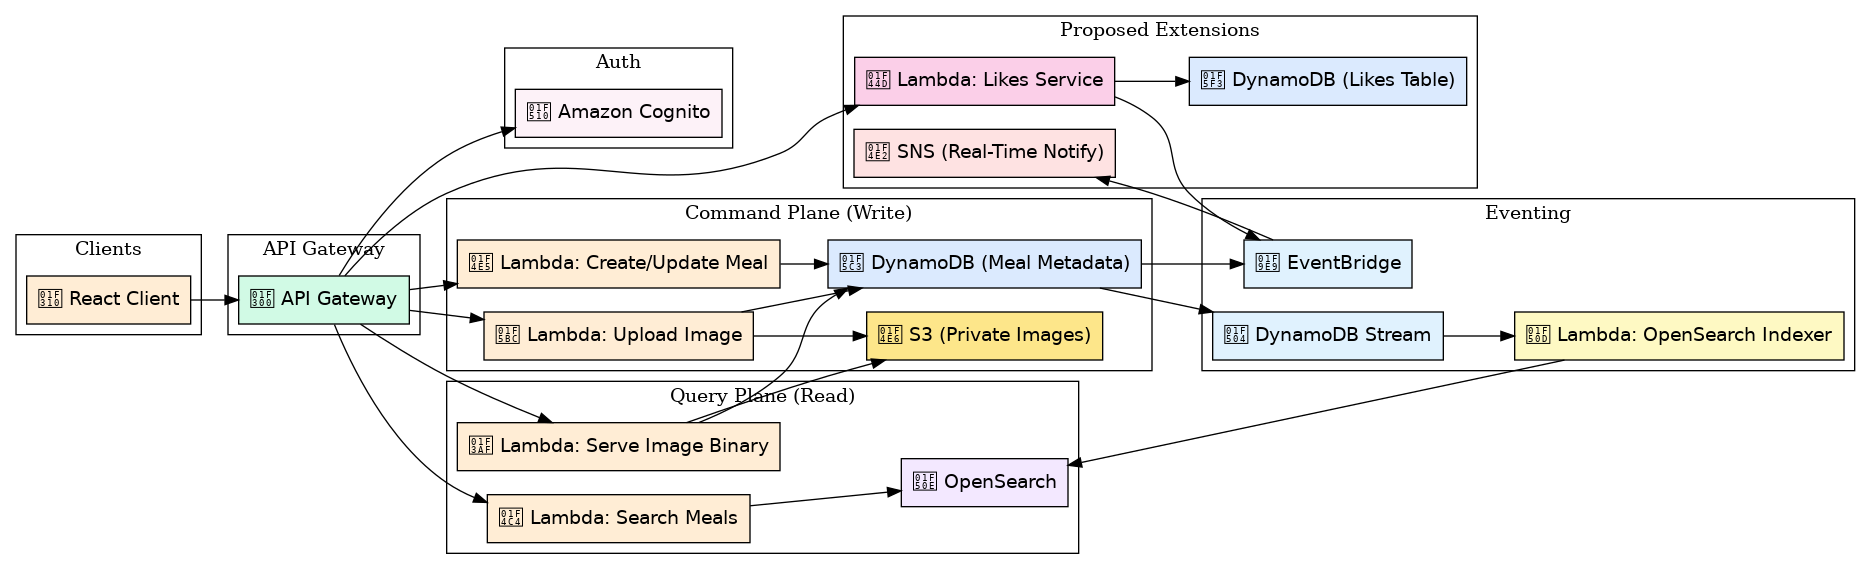 Clients
React Client
API Gateway
API Gateway
Auth
Amazon Cognito
Proposed Extensions
Lambda: Likes Service
DynamoDB (Likes Table)
SNS (Real-Time Notify)
Command Plane (Write)
Lambda: Create/Update Meal
DynamoDB (Meal Metadata)
Lambda: Upload Image
S3 (Private Images)
Eventing
EventBridge
DynamoDB Stream
Lambda: OpenSearch Indexer
Query Plane (Read)
Lambda: Serve Image Binary
OpenSearch
Lambda: Search Meals